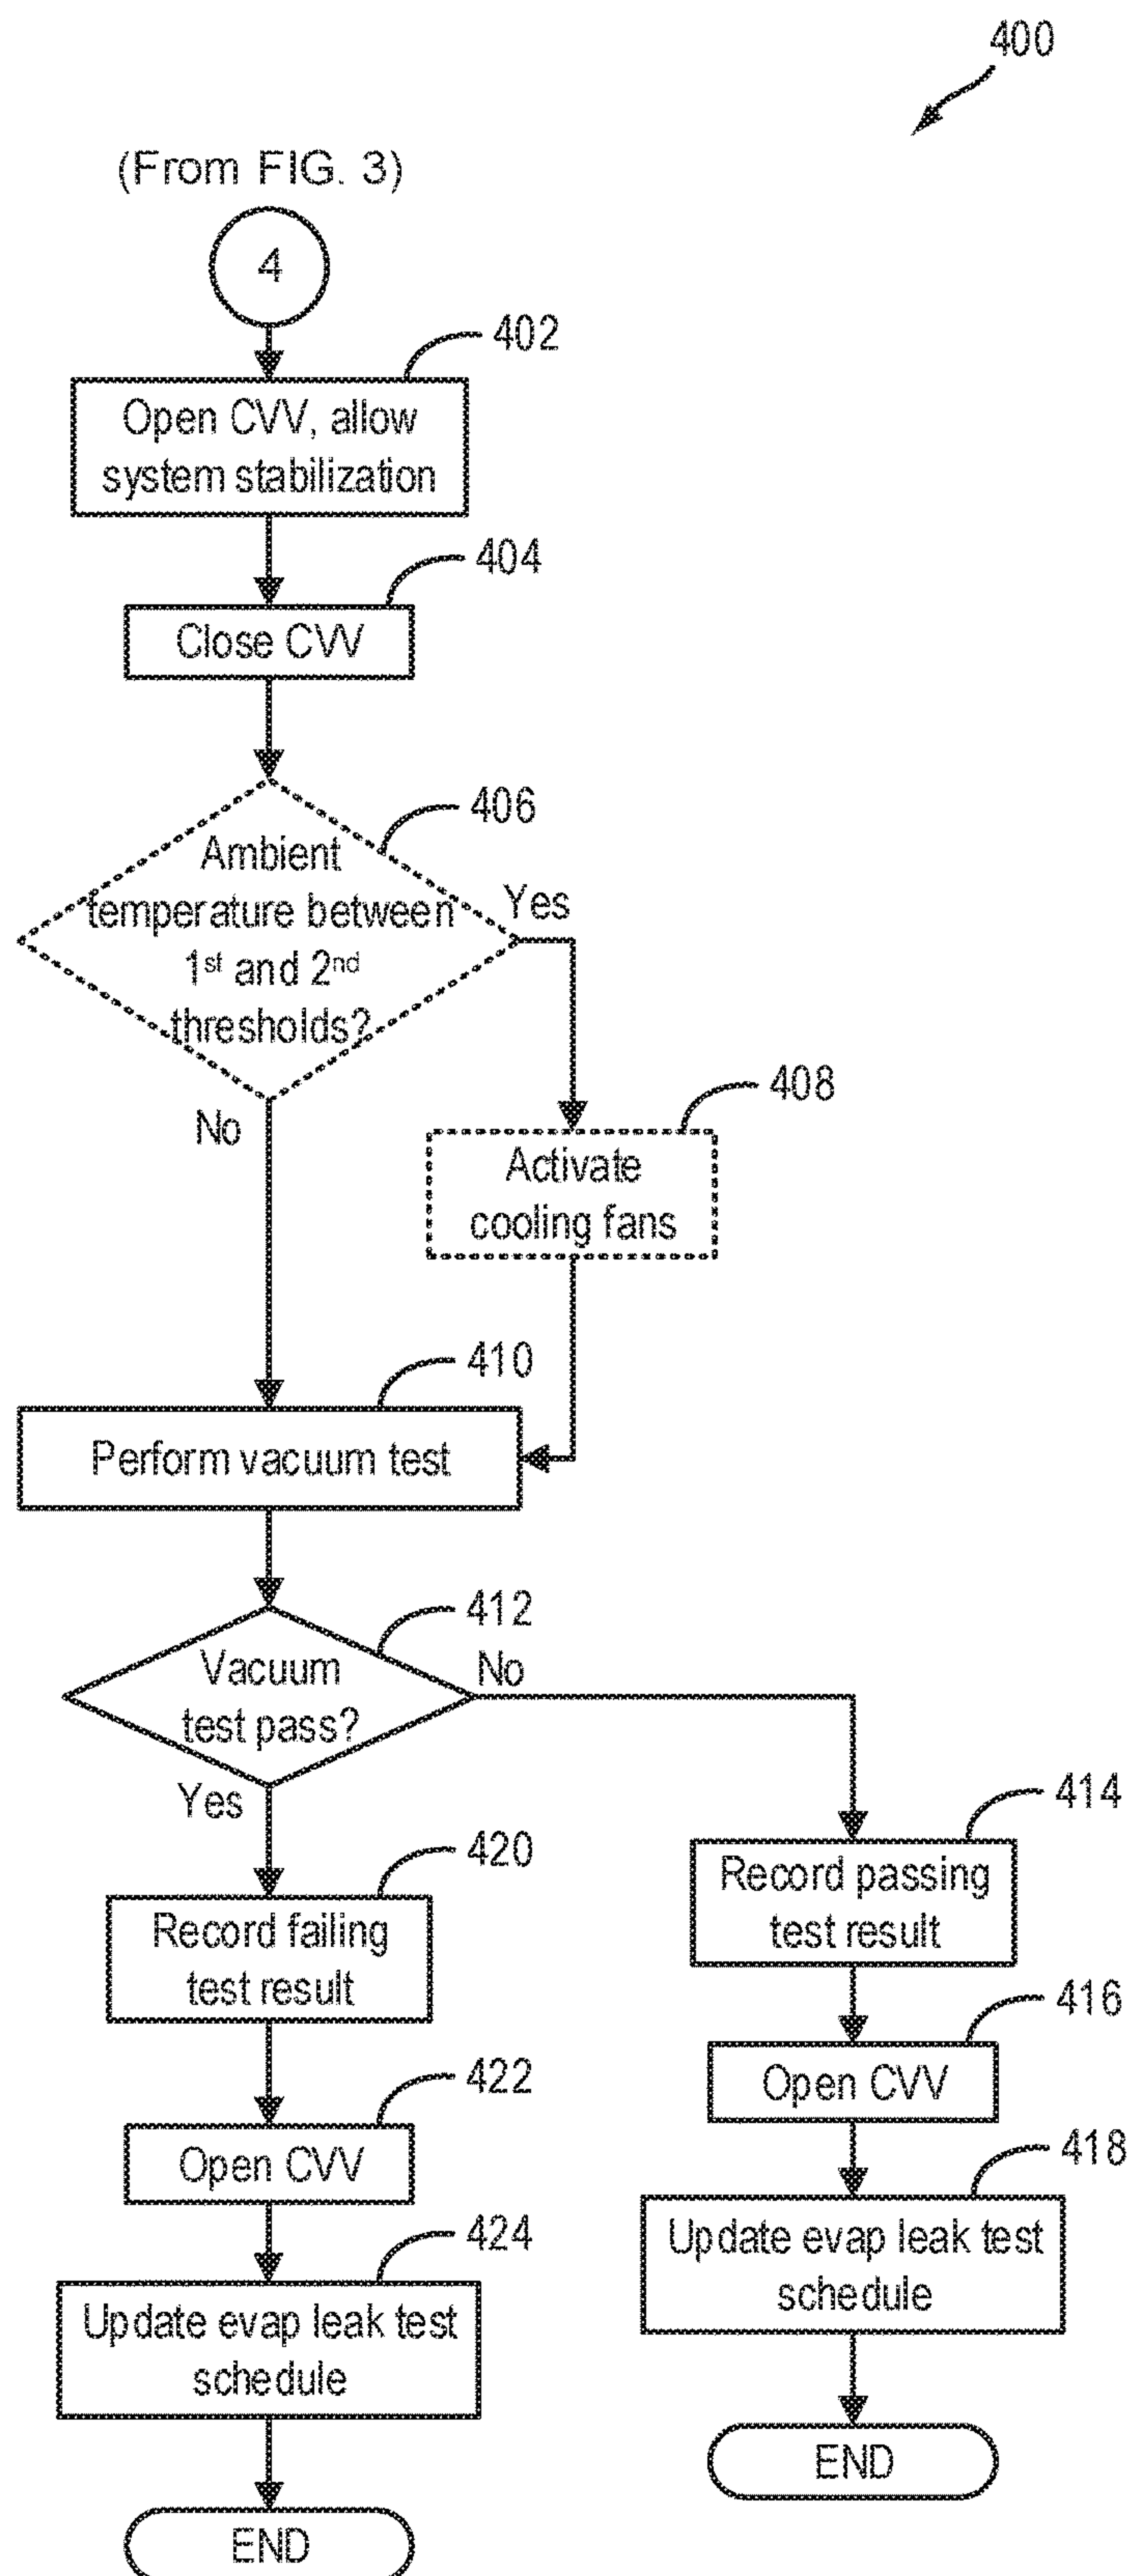 400
(From FIG. 3)
4
402
Open CVV, allow
system stabilization
404
Close CVV
406
Ambient
temperature between
1st and 2nd
thresholds?
Yes
No
408
Activate
cooling fans
410
Perform vacuum test
412
Vacuum
test pass?
No
Yes
414
Record passing
test result
420
Record failing
test result
416
Open CVV
422
Open CVV
418
Update evap leak test
schedule
424
Update evap leak test
schedule
END
END